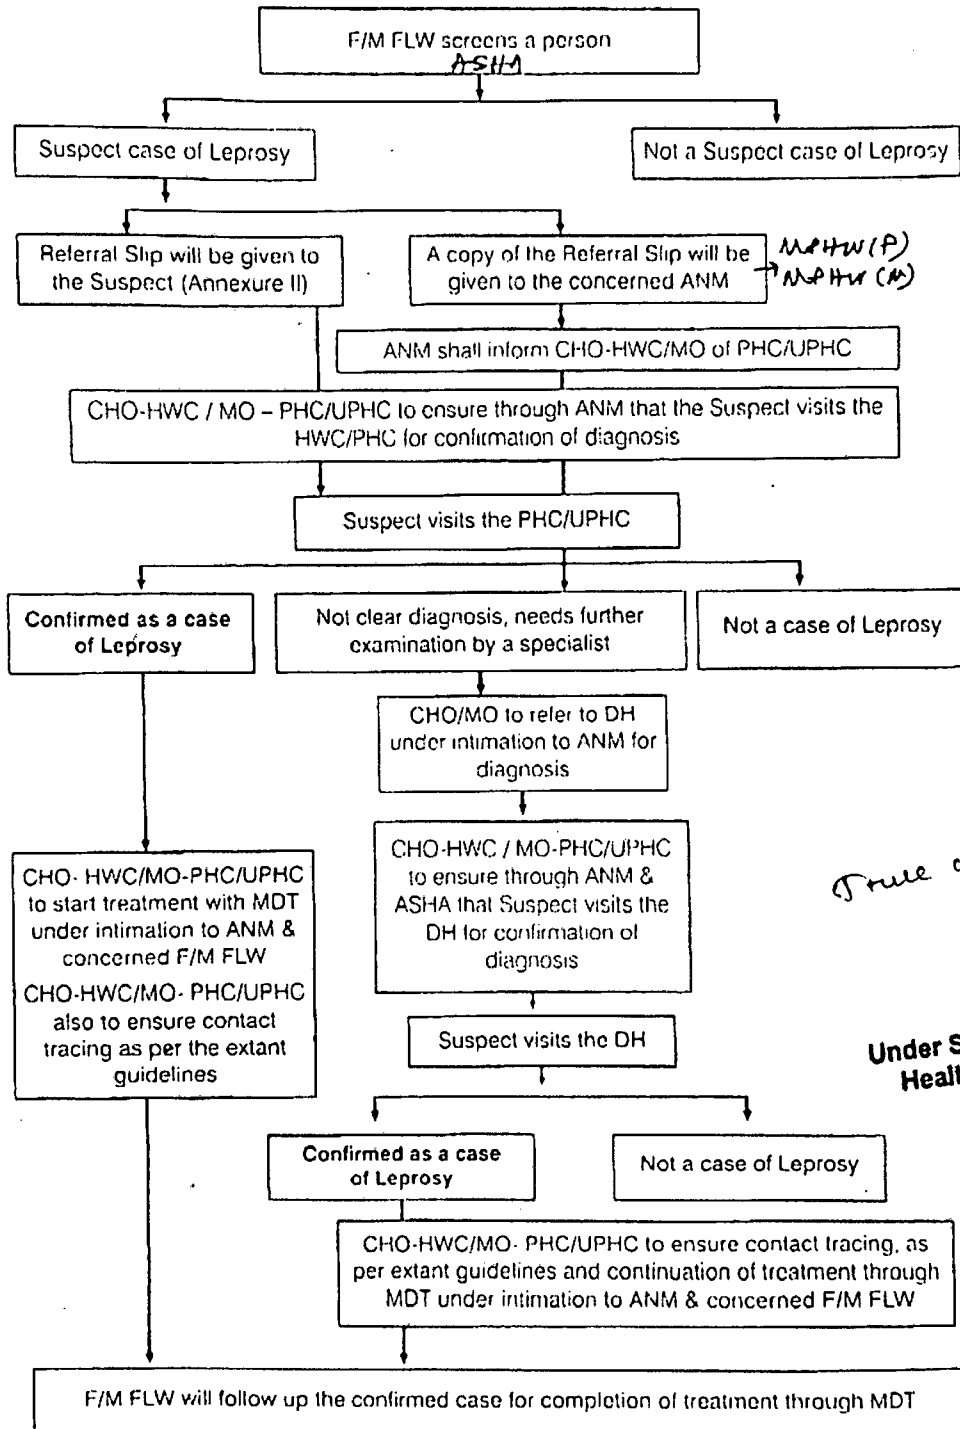 F/M FLW screens a person
ASHA
Suspect case of Leprosy
Not a Suspect case of Leprosy
Referral Slip will be given to
the Suspect (Annexure II)
A copy of the Referral Slip will be
given to the concerned ANM
MPHW (F)
MPHW (M)
ANM shall inform CHO-HWC/MO of PHC/UPHC
CHO-HWC / MO – PHC/UPHC to ensure through ANM that the Suspect visits the
HWC/PHC for confirmation of diagnosis
Suspect visits the PHC/UPHC
Confirmed as a case
of Leprosy
Not clear diagnosis, needs further
examination by a specialist
Not a case of Leprosy
CHO/MO to refer to DH
under intimation to ANM for
diagnosis
CHO- HWC/MO-PHC/UPHC
to start treatment with MDT
under intimation to ANM &
concerned F/M FLW
CHO-HWC/MO- PHC/UPHC
also to ensure contact
tracing as per the extant
guidelines
CHO-HWC / MO-PHC/UPHC
to ensure through ANM &
ASHA that Suspect visits the
DH for confirmation of
diagnosis
True
Suspect visits the DH
Under S
Healt
Confirmed as a case
of Leprosy
Not a case of Leprosy
CHO-HWC/MO- PHC/UPHC to ensure contact tracing, as
per extant guidelines and continuation of treatment through
MDT under intimation to ANM & concerned F/M FLW
F/M FLW will follow up the confirmed case for completion of treatment through MDT